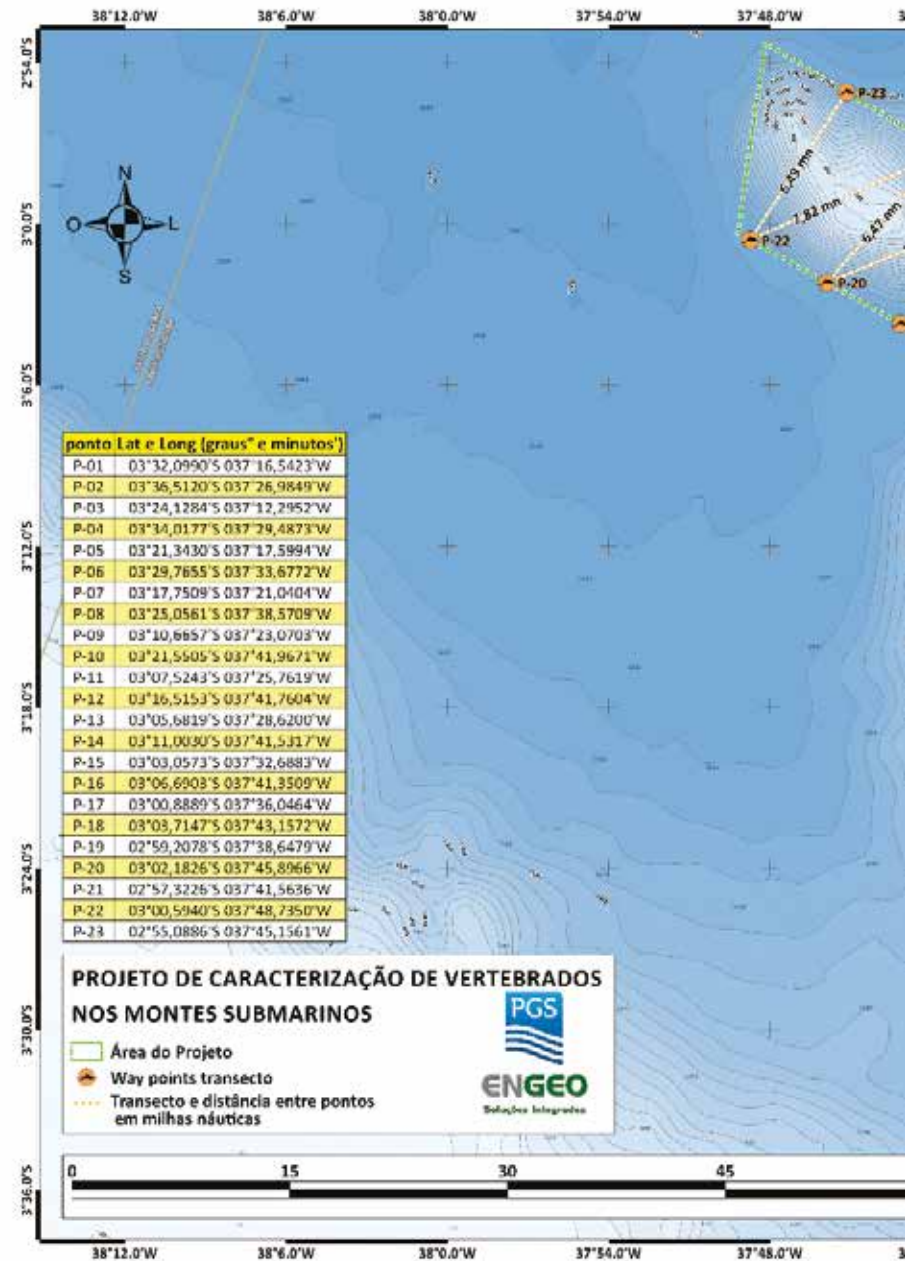 38°12.0'W 38°6.0'W 38°0.0'W 37°54.0'W 37°48.0'W
2°54.0'S
3°0.0'S
3°6.0'S
3°12.0'S
3°18.0'S
3°24.0'S
3°30.0'S
3°36.0'S
N
O L
S
P-23
6,49 mn
7,82 mn
6,47 mn
P-22
P-20
ponto Lat e Long (graus° e minutos')
P-01 03°32,0990'S 037°16,5423'W
P-02 03°36,5120'S 037°26,9849'W
P-03 03°24,1284'S 037°12,2952'W
P-04 03°34,0177'S 037°29,4873'W
P-05 03°21,3430'S 037°17,5994'W
P-06 03°29,7655'S 037°33,6772'W
P-07 03°17,7509'S 037°21,0404'W
P-08 03°25,0561'S 037°38,5709'W
P-09 03°10,6657'S 037°23,0703'W
P-10 03°21,5505'S 037°41,9671'W
P-11 03°07,5243'S 037°25,7619'W
P-12 03°16,5153'S 037°41,7604'W
P-13 03°05,6819'S 037°28,6200'W
P-14 03°11,0030'S 037°41,5317'W
P-15 03°03,0573'S 037°32,6883'W
P-16 03°06,6903'S 037°41,3509'W
P-17 03°00,8889'S 037°36,0464'W
P-18 03°03,7147'S 037°43,1572'W
P-19 02°59,2078'S 037°38,6479'W
P-20 03°02,1826'S 037°45,8966'W
P-21 02°57,3226'S 037°41,5636'W
P-22 03°00,5940'S 037°48,7350'W
P-23 02°55,0886'S 037°45,1561'W
PROJETO DE CARACTERIZAÇÃO DE VERTEBRADOS
NOS MONTES SUBMARINOS
Área do Projeto
Way points transecto
Transecto e distância entre pontos
em milhas náuticas
PGS
ENGEO
Soluções Integradas
0 15 30 45
38°12.0'W 38°6.0'W 38°0.0'W 37°54.0'W 37°48.0'W